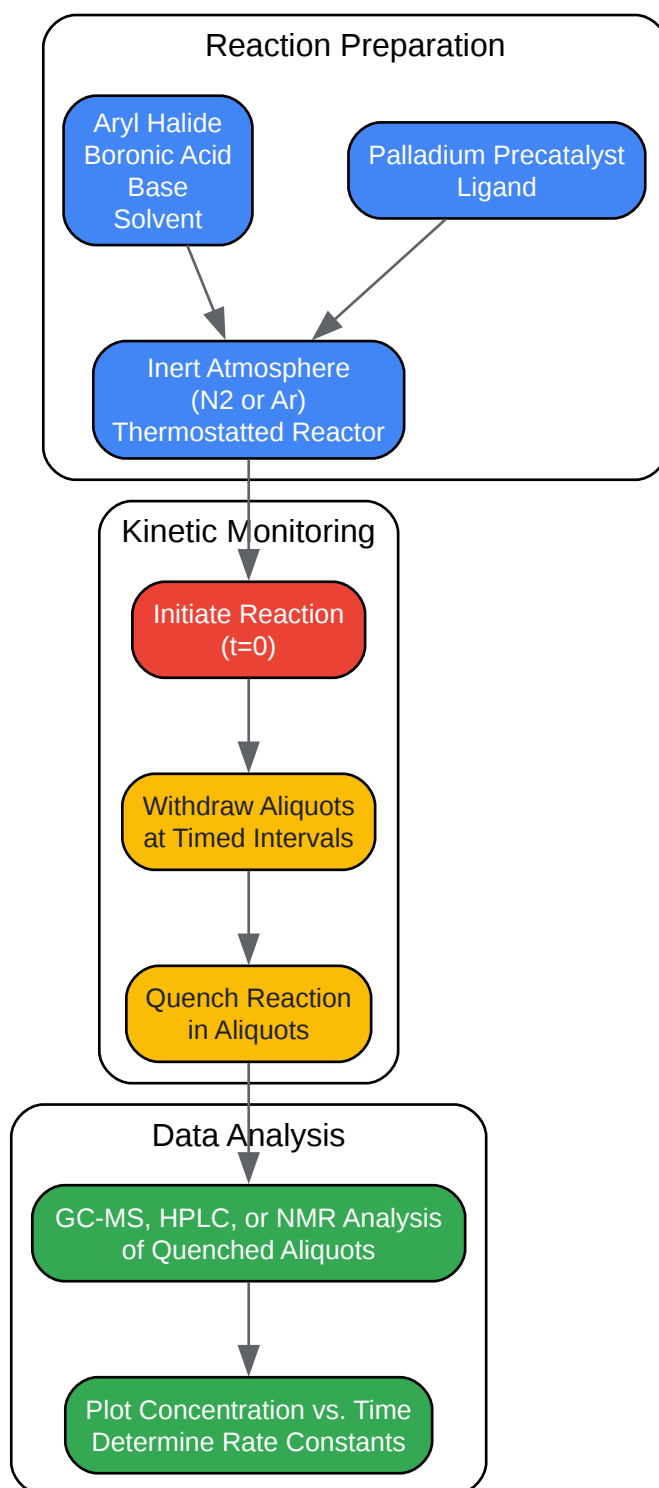 Reaction Preparation
Aryl Halide
Boronic Acid
Base
Solvent
Palladium Precatalyst
Ligand
Inert Atmosphere
(N2 or Ar)
Thermostatted Reactor
Kinetic Monitoring
Initiate Reaction
(t=0)
Withdraw Aliquots
at Timed Intervals
Quench Reaction
in Aliquots
Data Analysis
GC-MS, HPLC, or NMR Analysis
of Quenched Aliquots
Plot Concentration vs. Time
Determine Rate Constants